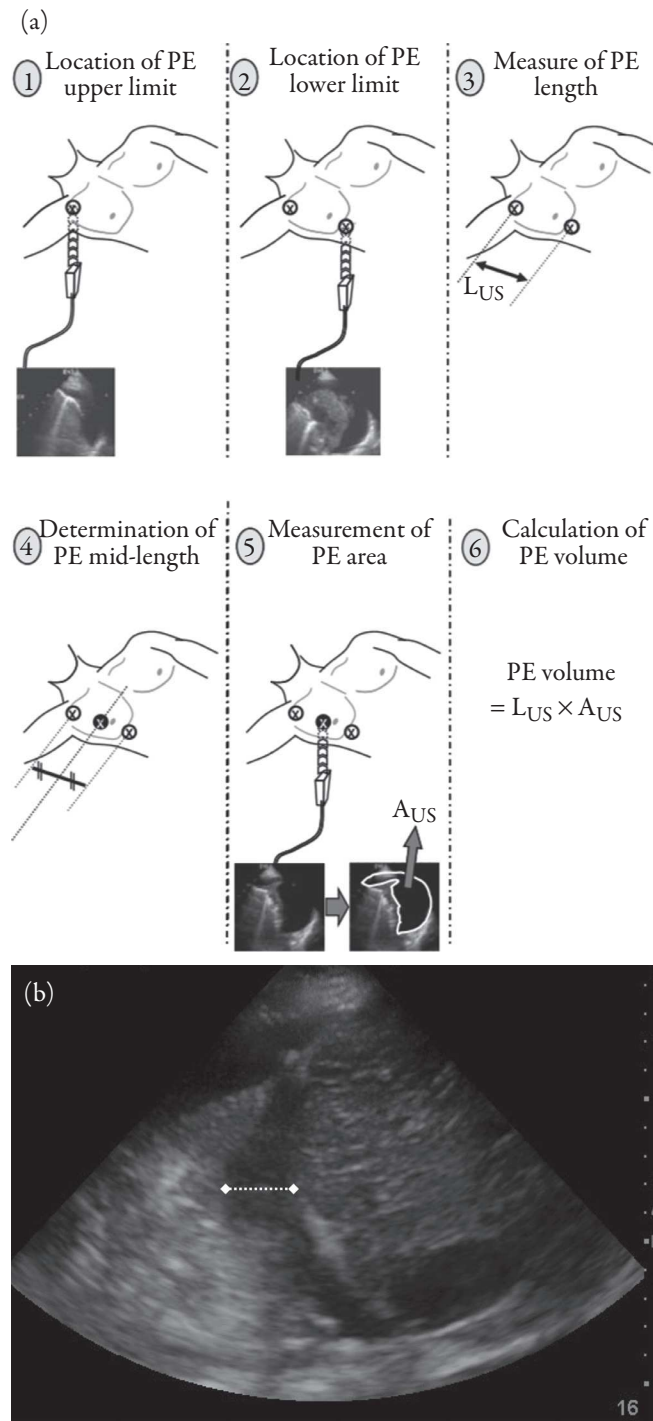 (a)
1 Location of PE
upper limit
2 Location of PE
lower limit
3 Measure of PE
length
L_US
4 Determination of
PE mid-length
5 Measurement of
PE area
A_US
6 Calculation of
PE volume
PE volume
= L_US × A_US
(b)
16